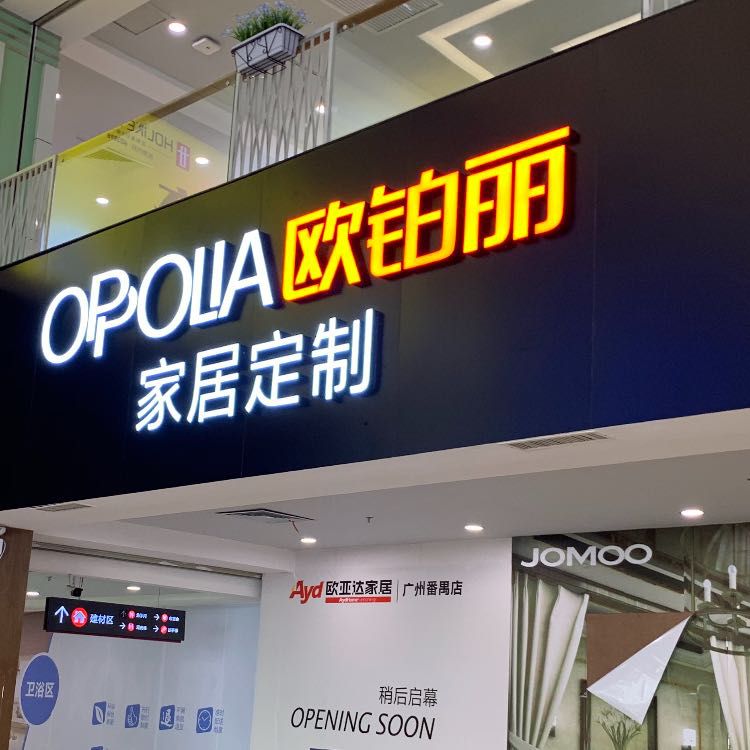 OPPOLIA 欧铂丽
家居定制
JOMOO
Ayd 欧亚达家居 | 广州番禺店
建材区
卫浴区
稍后启幕
OPENING SOON